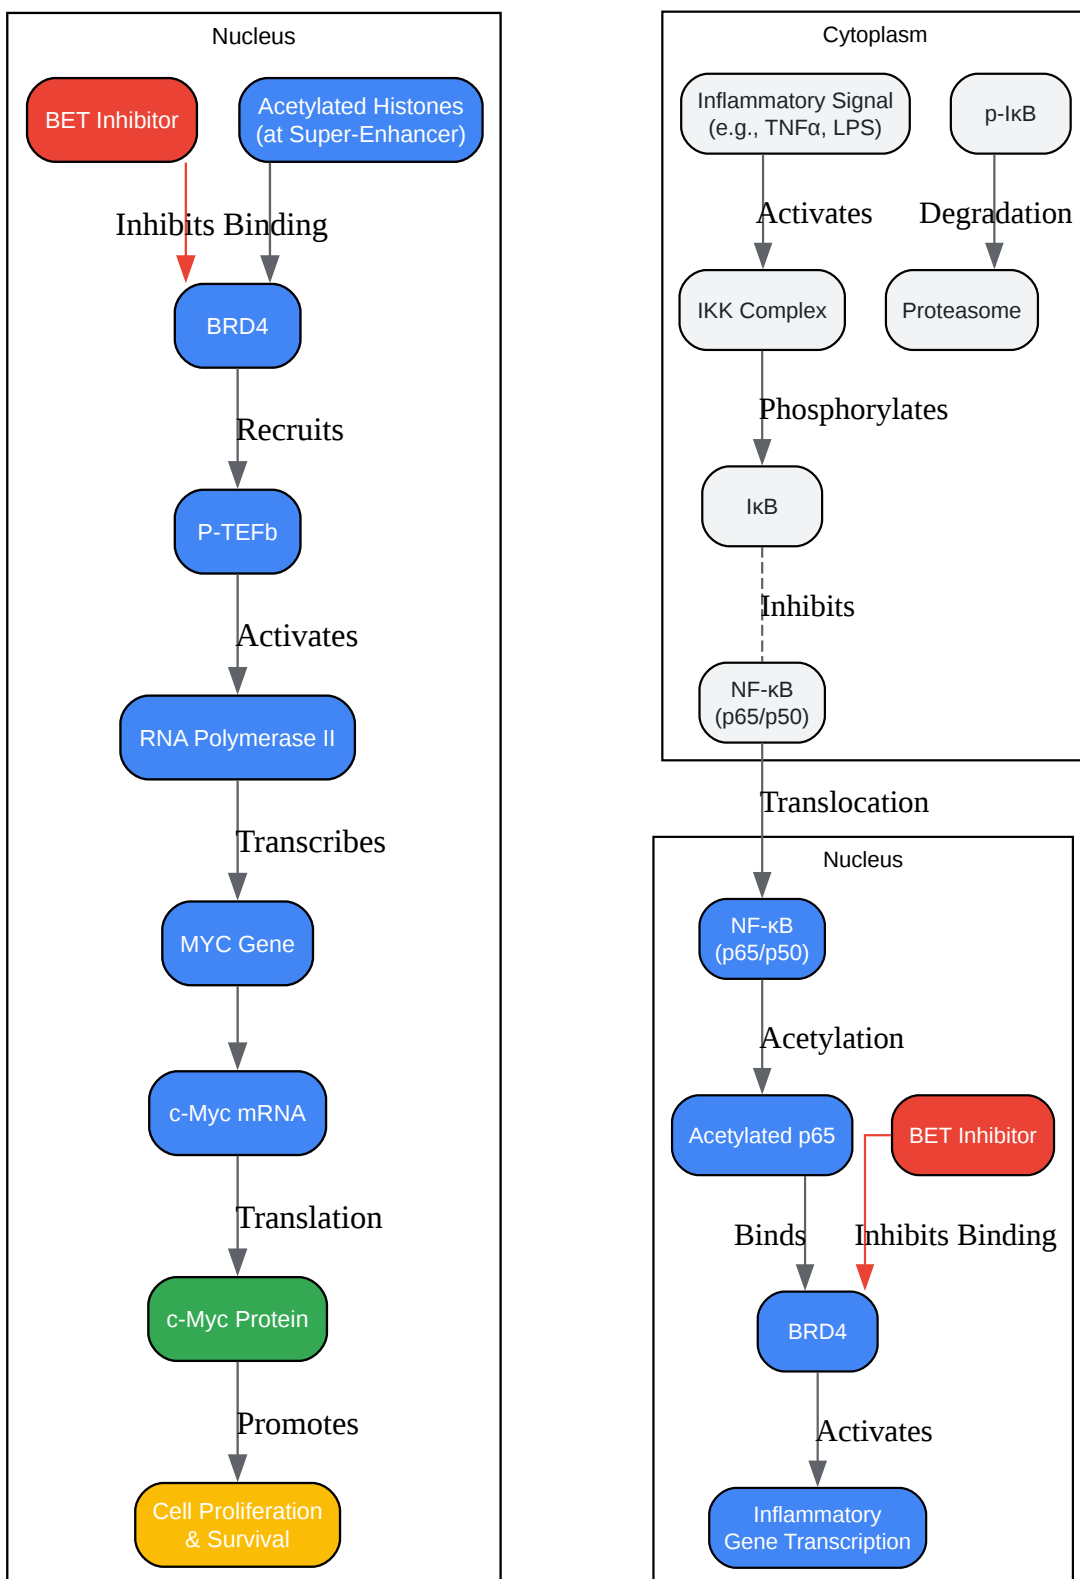 Nucleus
BET Inhibitor
Acetylated Histones
(at Super-Enhancer)
Inhibits Binding
BRD4
Recruits
P-TEFb
Activates
RNA Polymerase II
Transcribes
MYC Gene
c-Myc mRNA
Translation
c-Myc Protein
Promotes
Cell Proliferation
& Survival
Cytoplasm
Inflammatory Signal
(e.g., TNFα, LPS)
p-IκB
Activates
Degradation
IKK Complex
Proteasome
Phosphorylates
IκB
Inhibits
NF-κB
(p65/p50)
Translocation
Nucleus
NF-κB
(p65/p50)
Acetylation
Acetylated p65
BET Inhibitor
Binds
Inhibits Binding
BRD4
Activates
Inflammatory
Gene Transcription